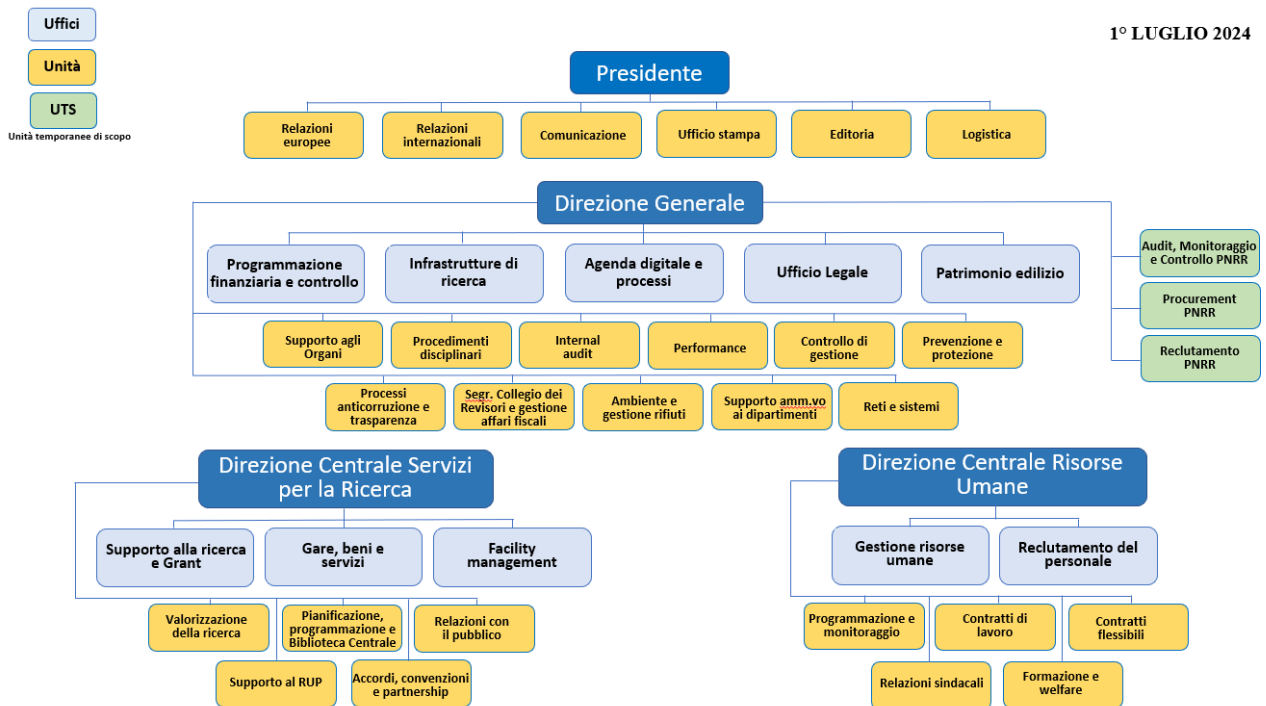 Uffici
Unità
UTS
Unità temporanee di scopo
1° LUGLIO 2024
Presidente
Relazioni
europee
Relazioni
internazionali
Comunicazione
Ufficio stampa
Editoria
Logistica
Direzione Generale
Programmazione
finanziaria e controllo
Infrastrutture di
ricerca
Agenda digitale e
processi
Ufficio Legale
Patrimonio edilizio
Audit, Monitoraggio
e Controllo PNRR
Procurement
PNRR
Reclutamento
PNRR
Supporto agli
Organi
Procedimenti
disciplinari
Internal
audit
Performance
Controllo di
gestione
Prevenzione e
protezione
Processi
anticorruzione e
trasparenza
Segr. Collegio dei
Revisori e gestione
affari fiscali
Ambiente e
gestione rifiuti
Supporto amm.vo
ai dipartimenti
Reti e sistemi
Direzione Centrale Servizi
per la Ricerca
Supporto alla ricerca
e Grant
Gare, beni e
servizi
Facility
management
Valorizzazione
della ricerca
Pianificazione,
programmazione e
Biblioteca Centrale
Relazioni con
il pubblico
Supporto al RUP
Accordi, convenzioni
e partnership
Direzione Centrale Risorse
Umane
Gestione risorse
umane
Reclutamento del
personale
Programmazione e
monitoraggio
Contratti di
lavoro
Contratti
flessibili
Relazioni sindacali
Formazione e
welfare